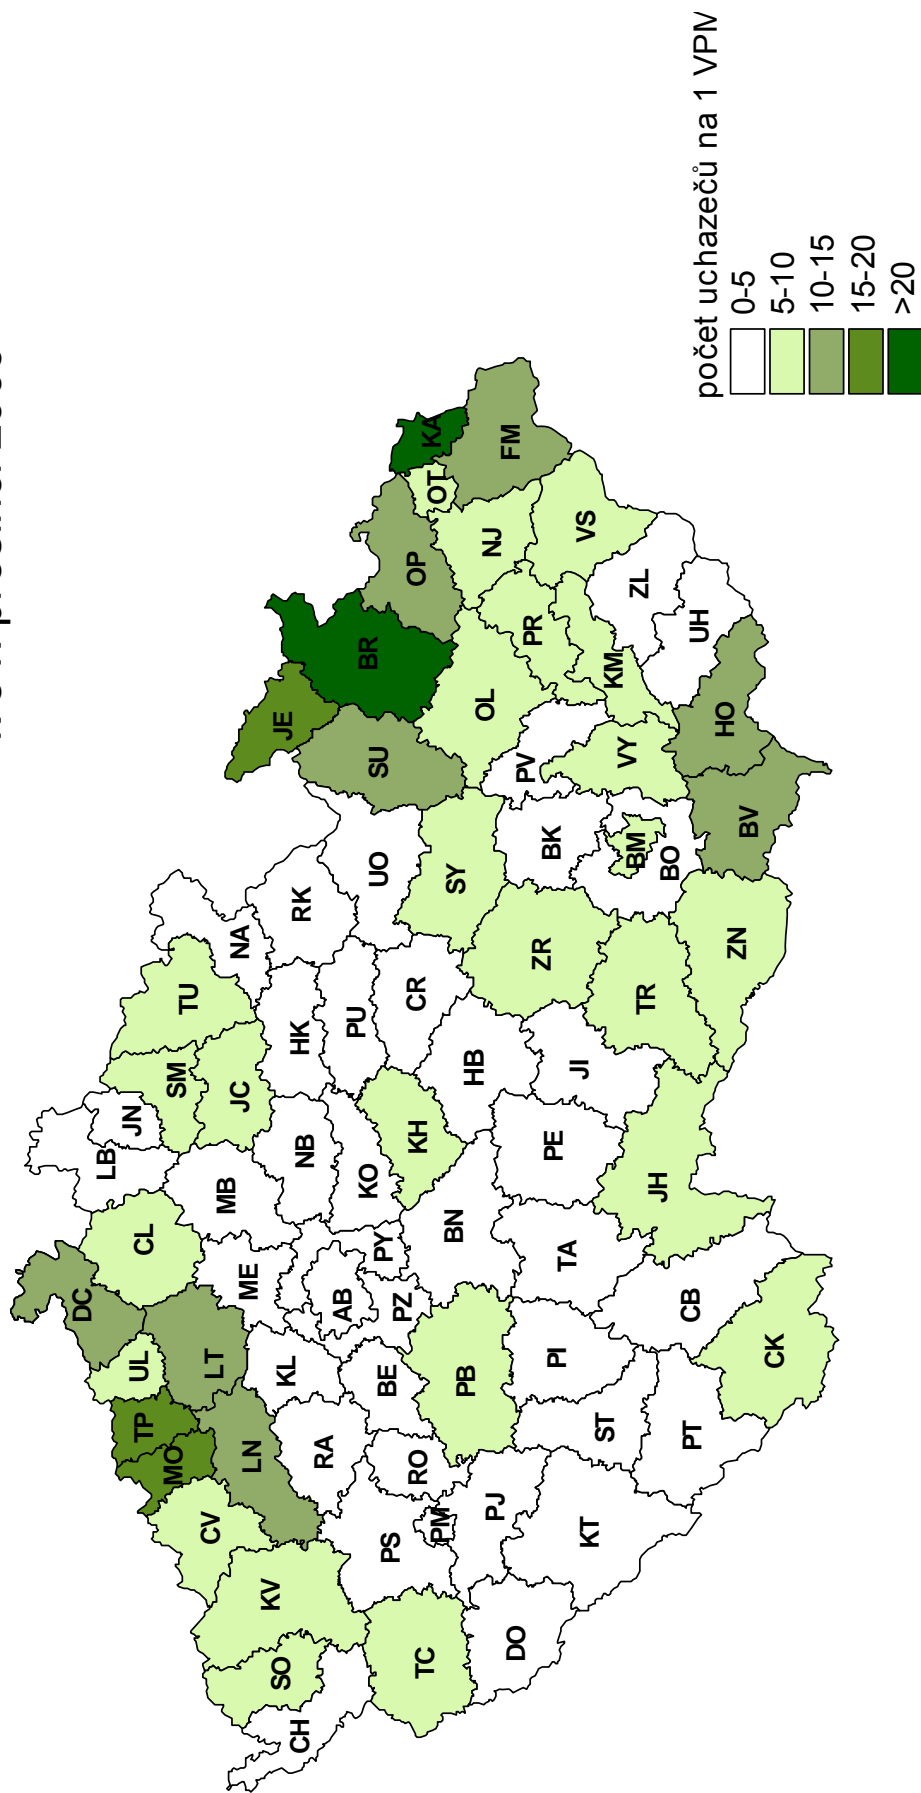 DC
LB
JN
TP
UL
CL
MO
SM
TU
CV
LT
MB
JC
NA
LN
ME
KV
SO
KL
NB
HK
RK
JE
CH
RA
AB
PU
KO
SU
BR
PS
BE
PY
UO
PZ
RO
KH
CR
OP
TC
PM
KA
OT
PB
BN
HB
SY
OL
PJ
NJ
FM
DO
PI
PE
ZR
PV
PR
KT
TA
JI
BK
VS
ST
KM
BM
VY
ZL
JH
TR
BO
PT
CB
UH
HO
ZN
BV
CK
počet uchazečů na 1 VPM
0-5
5-10
10-15
15-20
>20